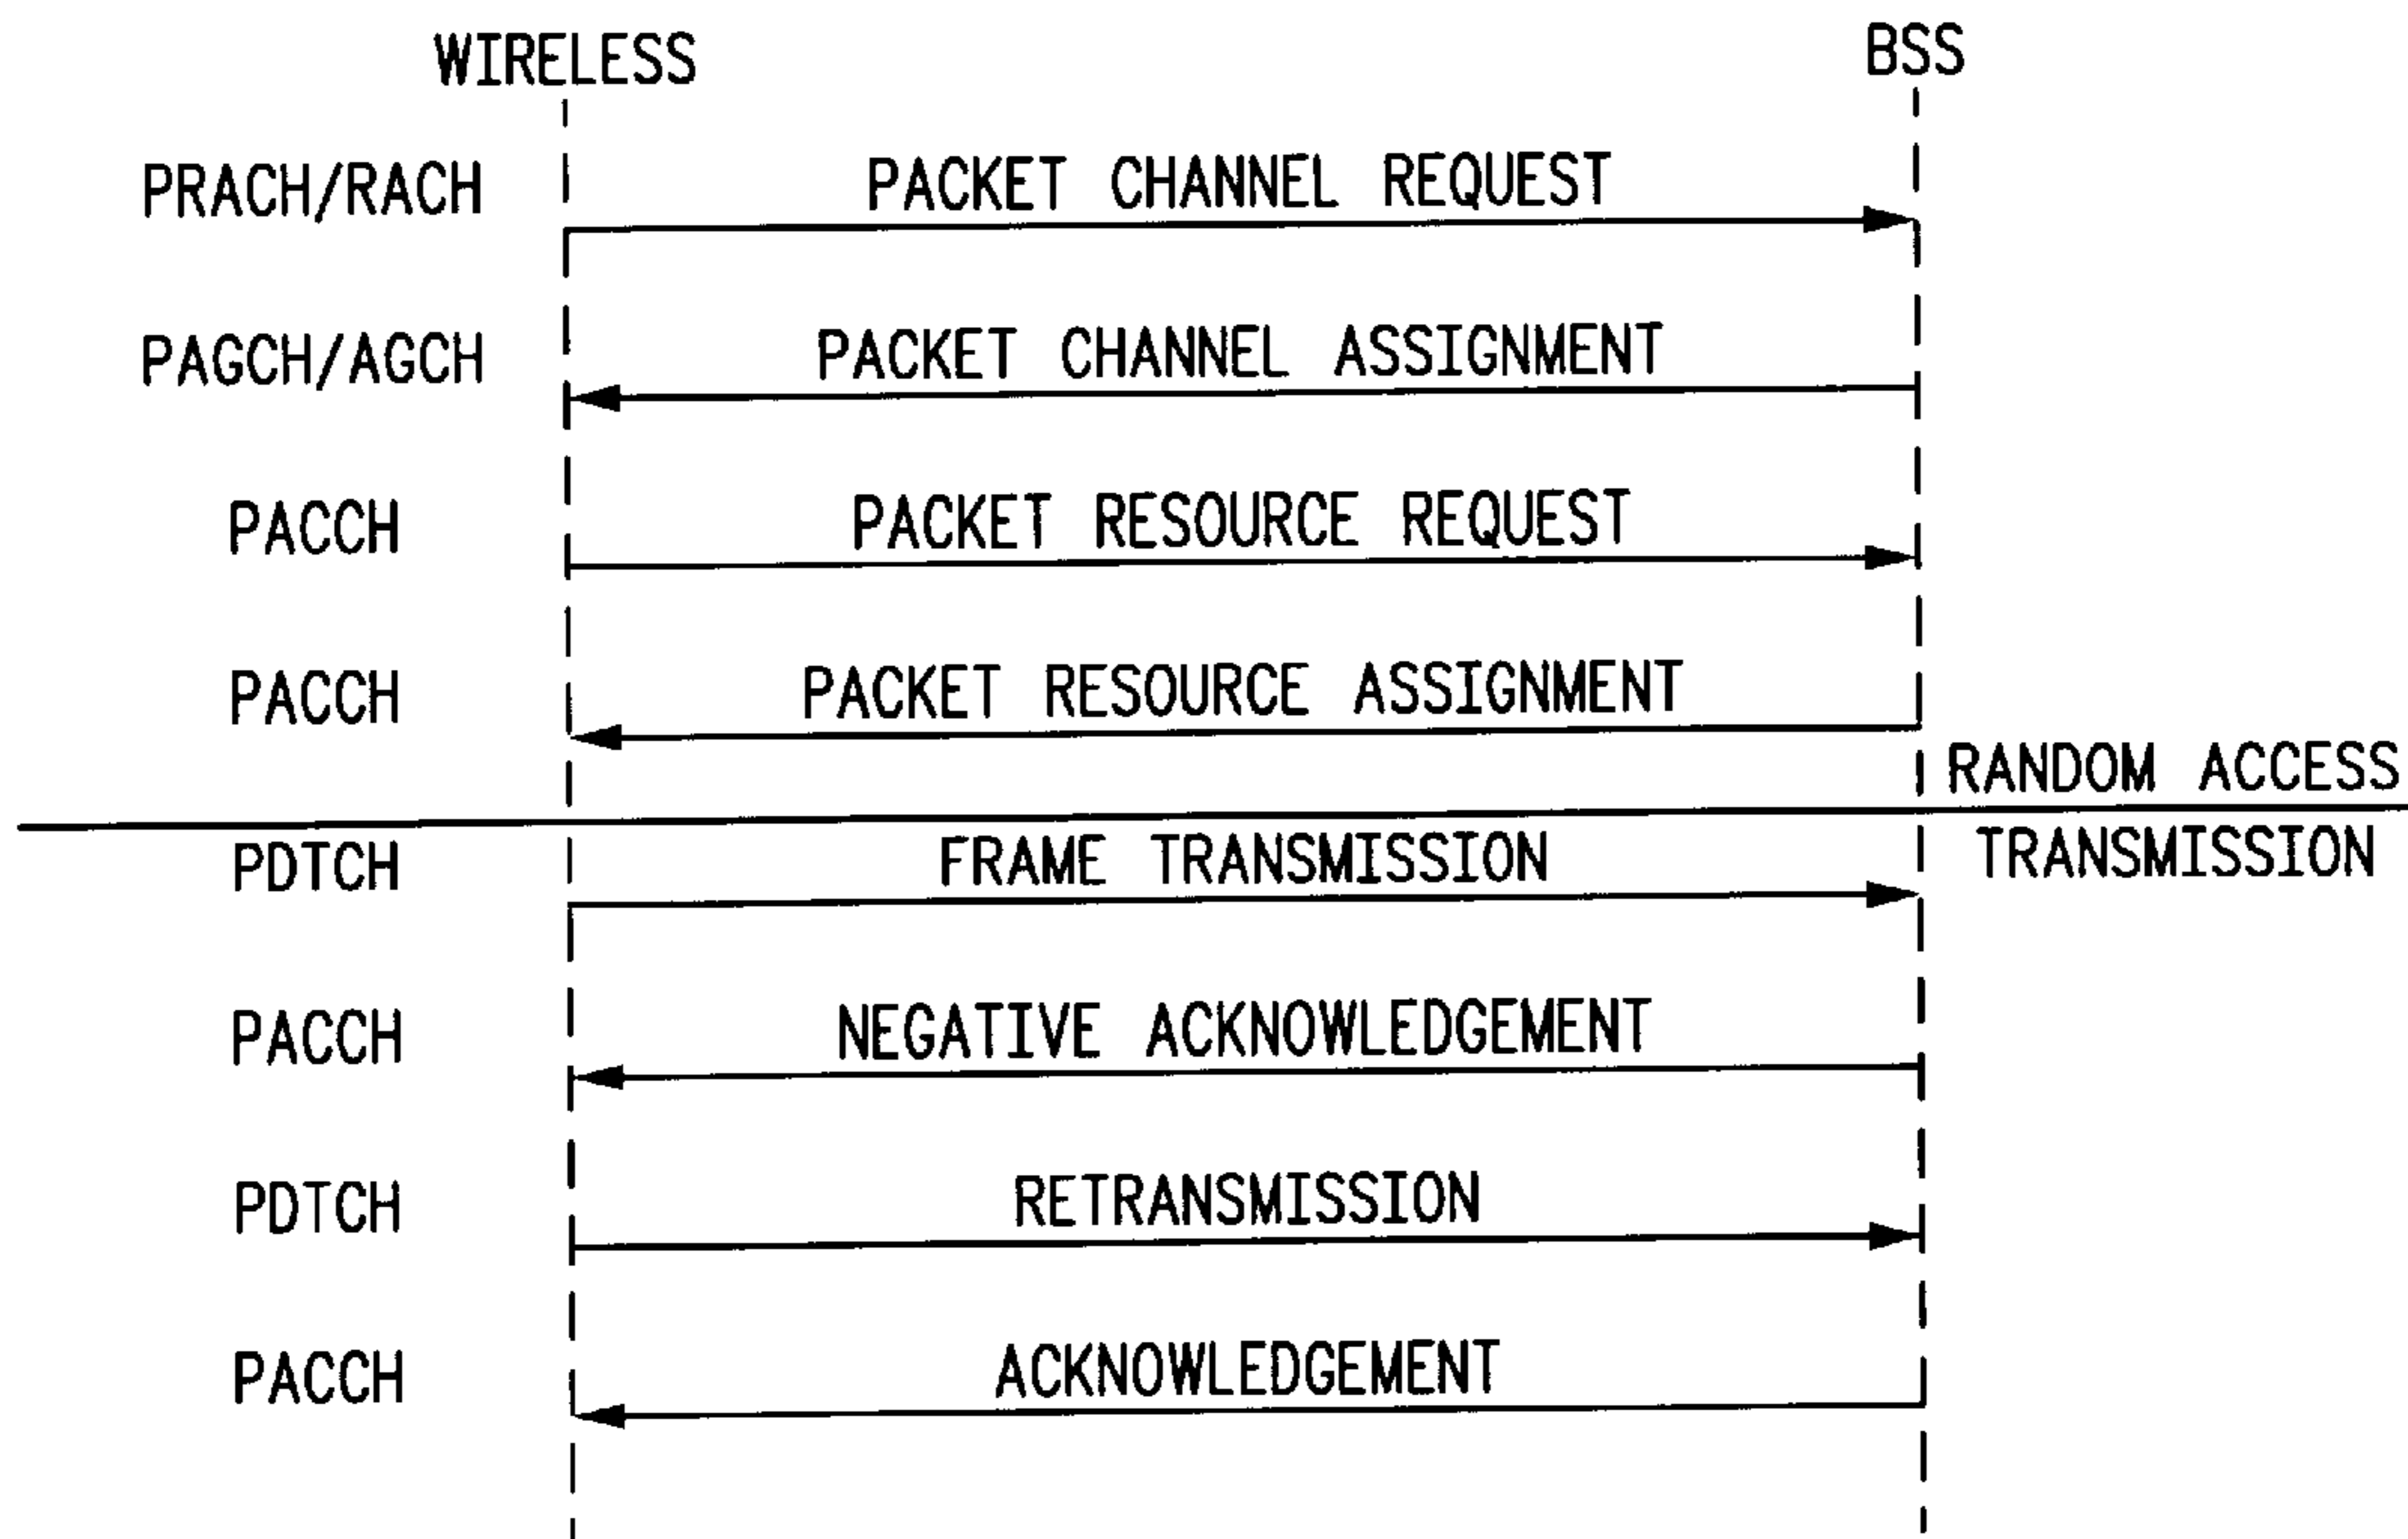 WIRELESS BSS
PRACH/RACH PACKET CHANNEL REQUEST
PAGCH/AGCH PACKET CHANNEL ASSIGNMENT
PACCH PACKET RESOURCE REQUEST
PACCH PACKET RESOURCE ASSIGNMENT
RANDOM ACCESS
PDTCH FRAME TRANSMISSION TRANSMISSION
PACCH NEGATIVE ACKNOWLEDGEMENT
PDTCH RETRANSMISSION
PACCH ACKNOWLEDGEMENT